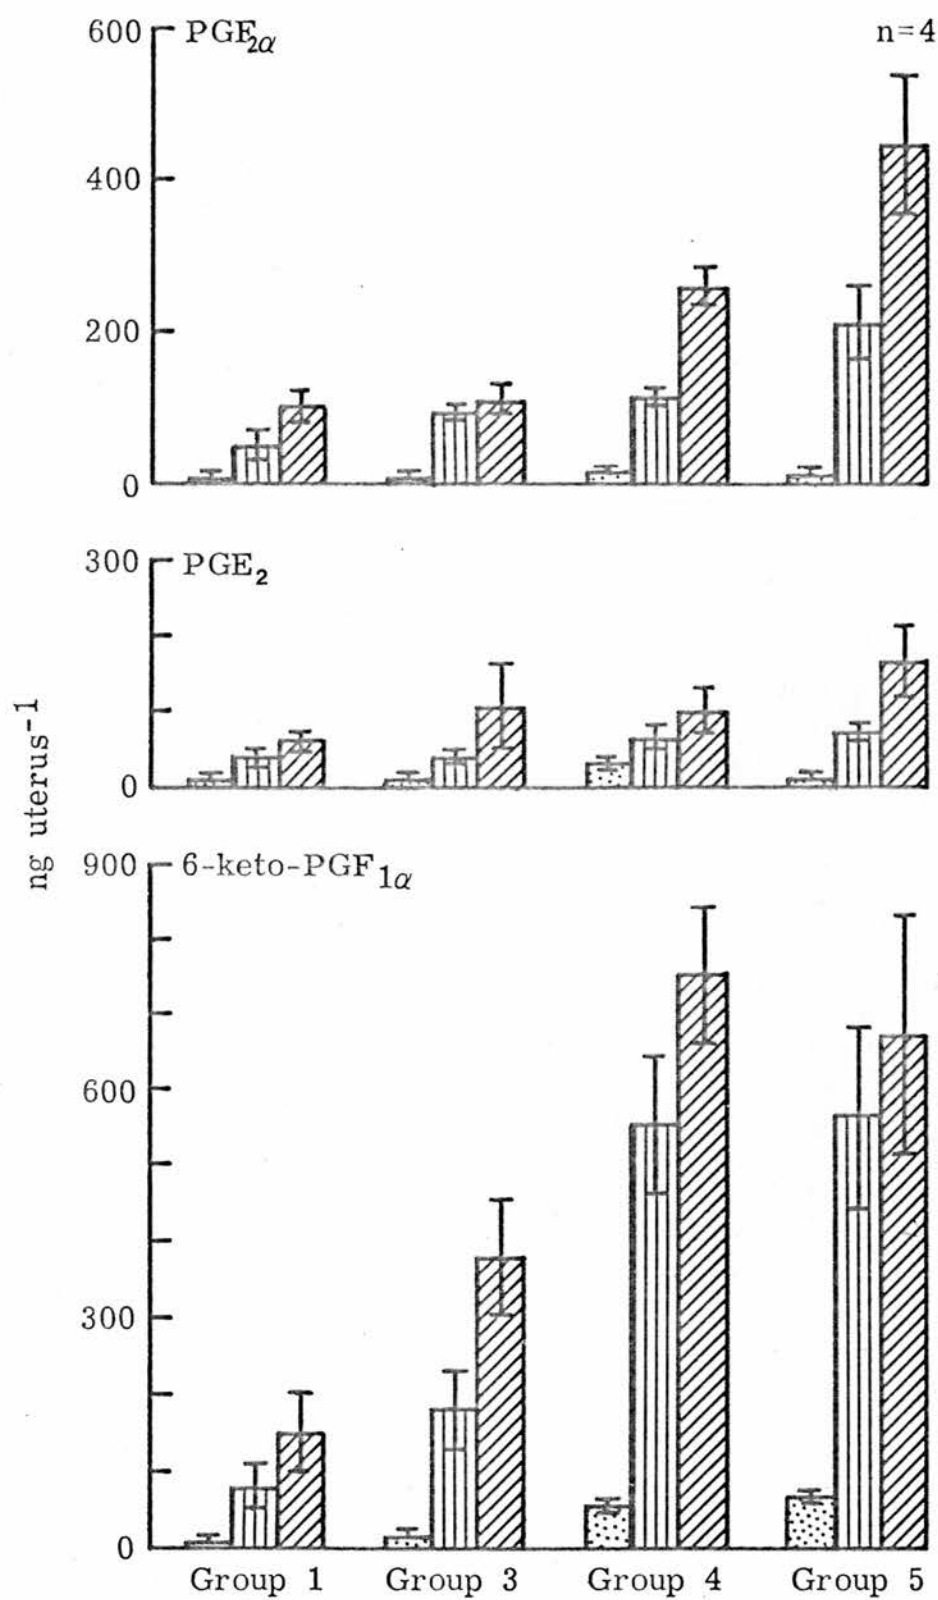 600 PGF2α n=4
400
200
0
300 PGE2
0
ng uterus-1
900 6-keto-PGF1α
600
300
0
Group 1 Group 3 Group 4 Group 5